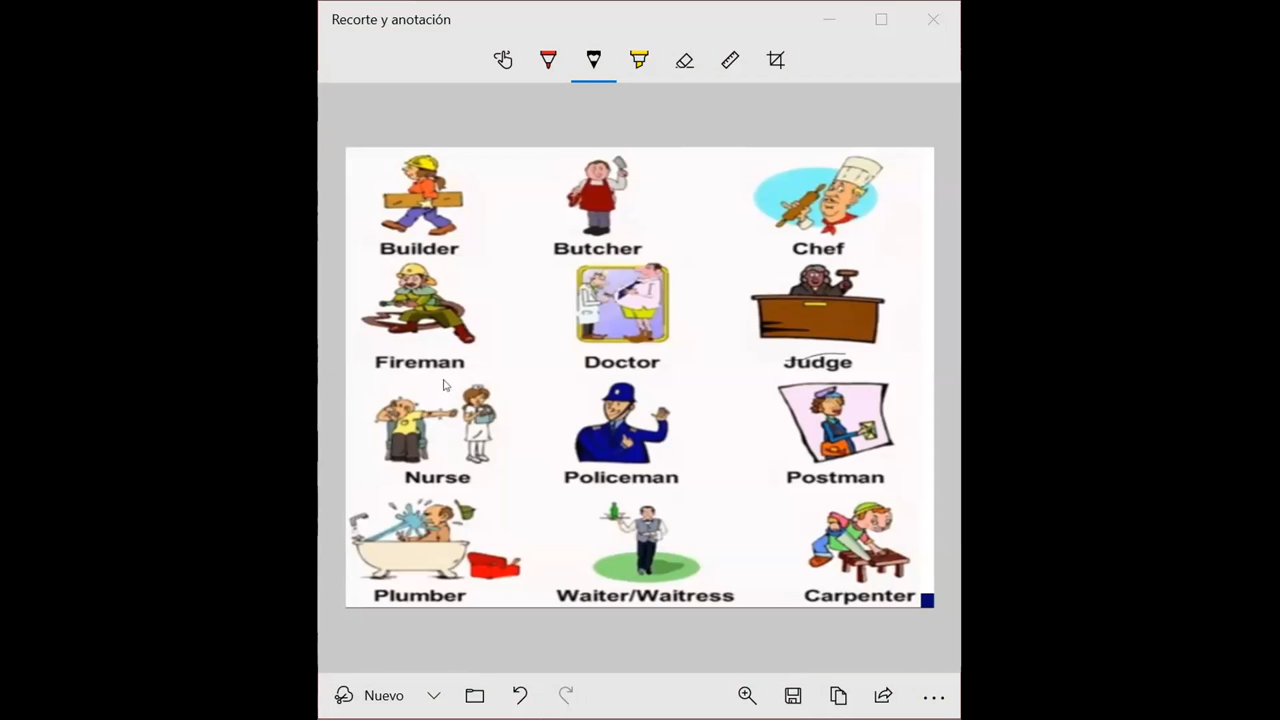 Recorte y anotación
Builder Butcher Chef
Fireman Doctor Judge
Nurse Policeman Postman
Plumber Waiter/Waitress Carpenter
Nuevo